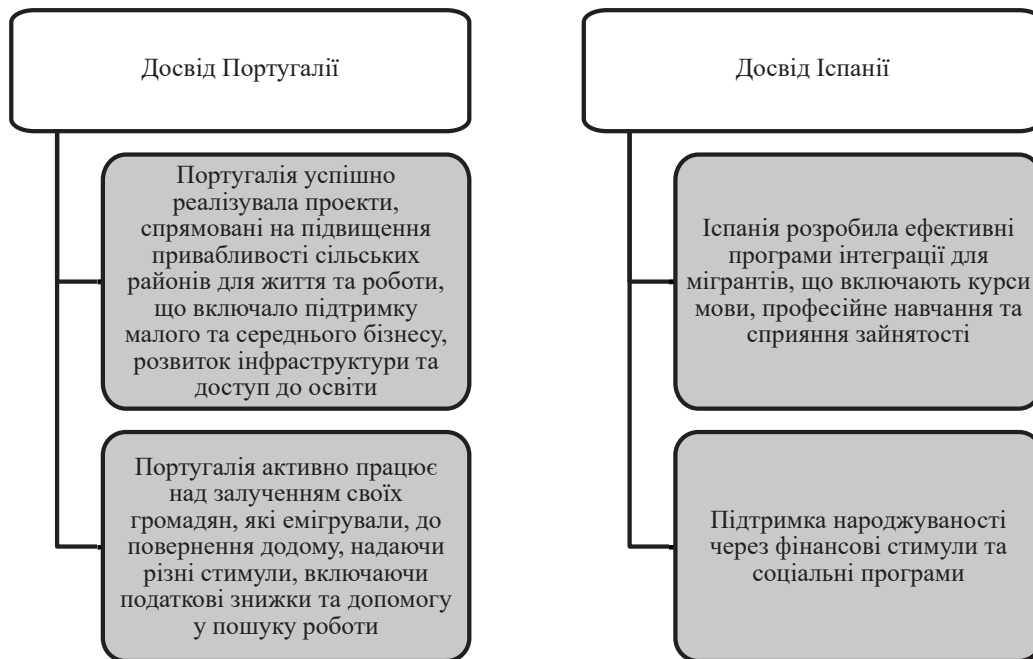 Досвід Португалії
Португалія успішно
реалізувала проекти,
спрямовані на підвищення
привабливості сільських
районів для життя та роботи,
що включало підтримку
малого та середнього бізнесу,
розвиток інфраструктури та
доступ до освіти
Португалія активно працює
над залученням своїх
громадян, які емігрували, до
повернення додому, надаючи
різні стимули, включаючи
податкові знижки та допомогу
у пошуку роботи
Досвід Іспанії
Іспанія розробила ефективні
програми інтеграції для
мігрантів, що включають курси
мови, професійне навчання та
сприяння зайнятості
Підтримка народжуваності
через фінансові стимули та
соціальні програми